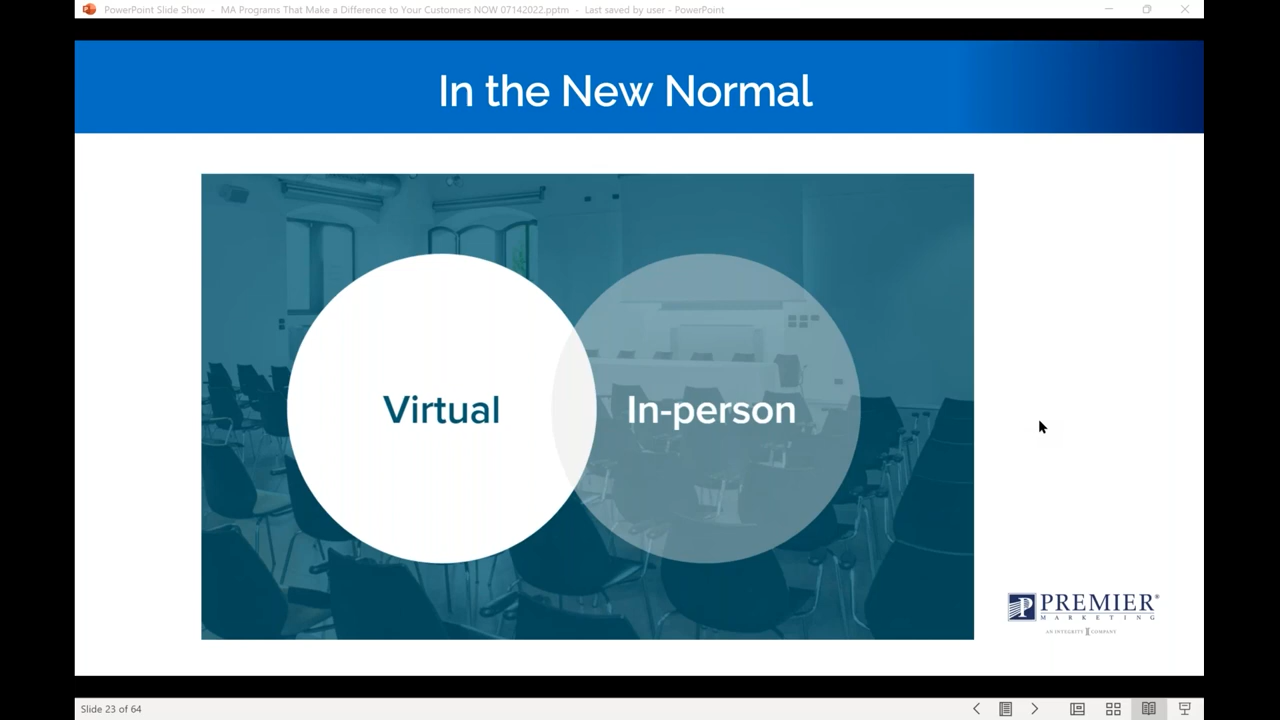 PowerPoint Slide Show - MA Programs That Make a Difference to Your Customers NOW 07142022.pptm - Last saved by user - PowerPoint
In the New Normal
Virtual
In-person
PREMIER®
MARKETING
AN INTEGRITY COMPANY
Slide 23 of 64